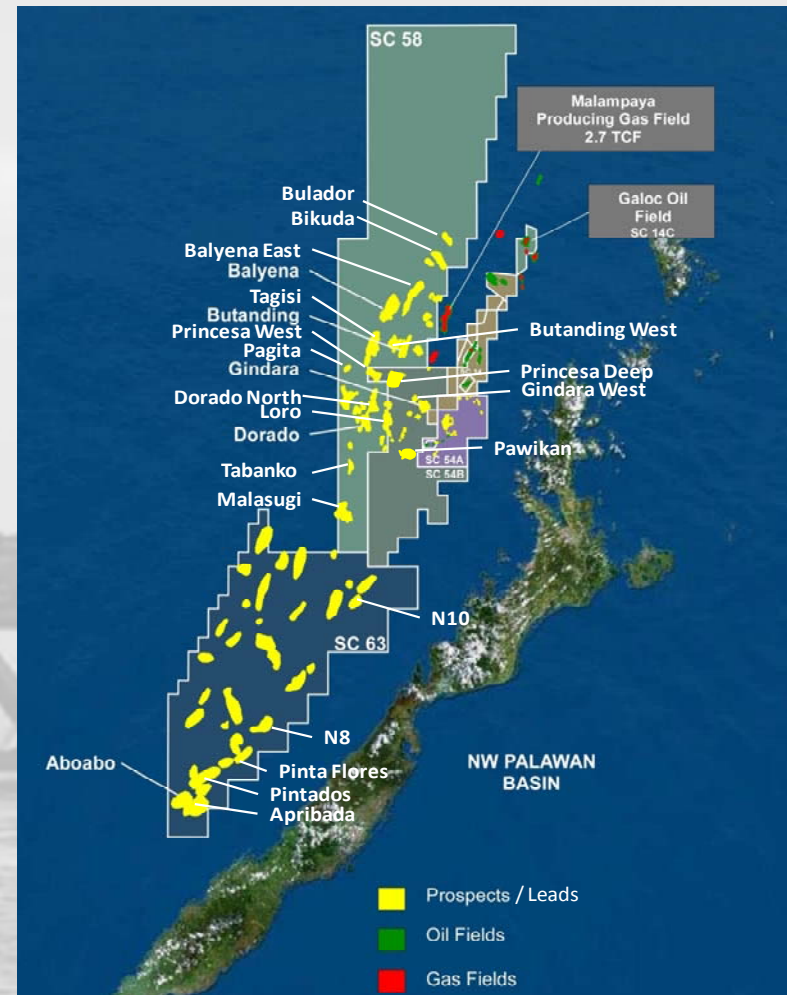 SC 58
Malampaya
Producing Gas Field
2.7 TCF
Galoc Oil
Field
SC 14C
Bulador
Bikuda
Balyena East
Balyena
Tagisi
Butanding
Princesa West
Pagita
Gindara
Dorado North
Loro
Dorado
Tabanko
Malasugi
Butanding West
Princesa Deep
Gindara West
Pawikan
SC 54A
SC 54B
N10
SC 63
N8
Aboabo
Pinta Flores
Pintados
Apribada
NW PALAWAN
BASIN
Prospects / Leads
Oil Fields
Gas Fields